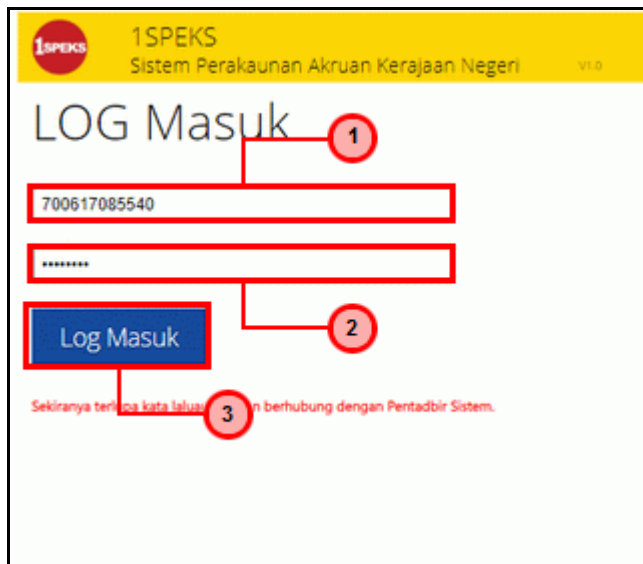 1SPEKS
1SPEKS
Sistem Perakaunan Akruan Kerajaan Negeri V1.0
LOG Masuk
1
700617085540
••••••••
2
Log Masuk
Sekiranya terlupa kata laluan berhubung dengan Pentadbir Sistem.
3